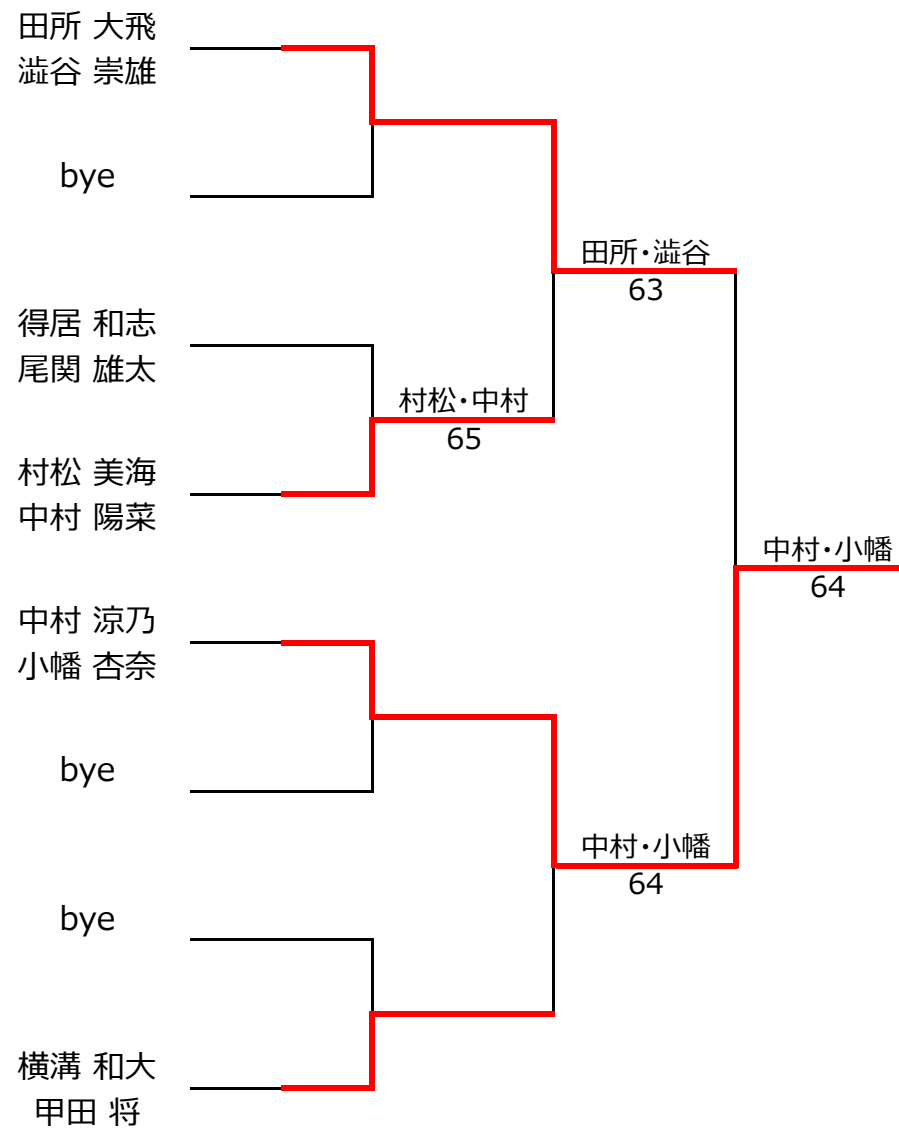 田所 大飛
澁谷 崇雄
bye
田所･澁谷
63
得居 和志
尾関 雄太
村松･中村
65
村松 美海
中村 陽菜
中村･小幡
64
中村 涼乃
小幡 杏奈
bye
中村･小幡
64
bye
横溝 和大
甲田 将